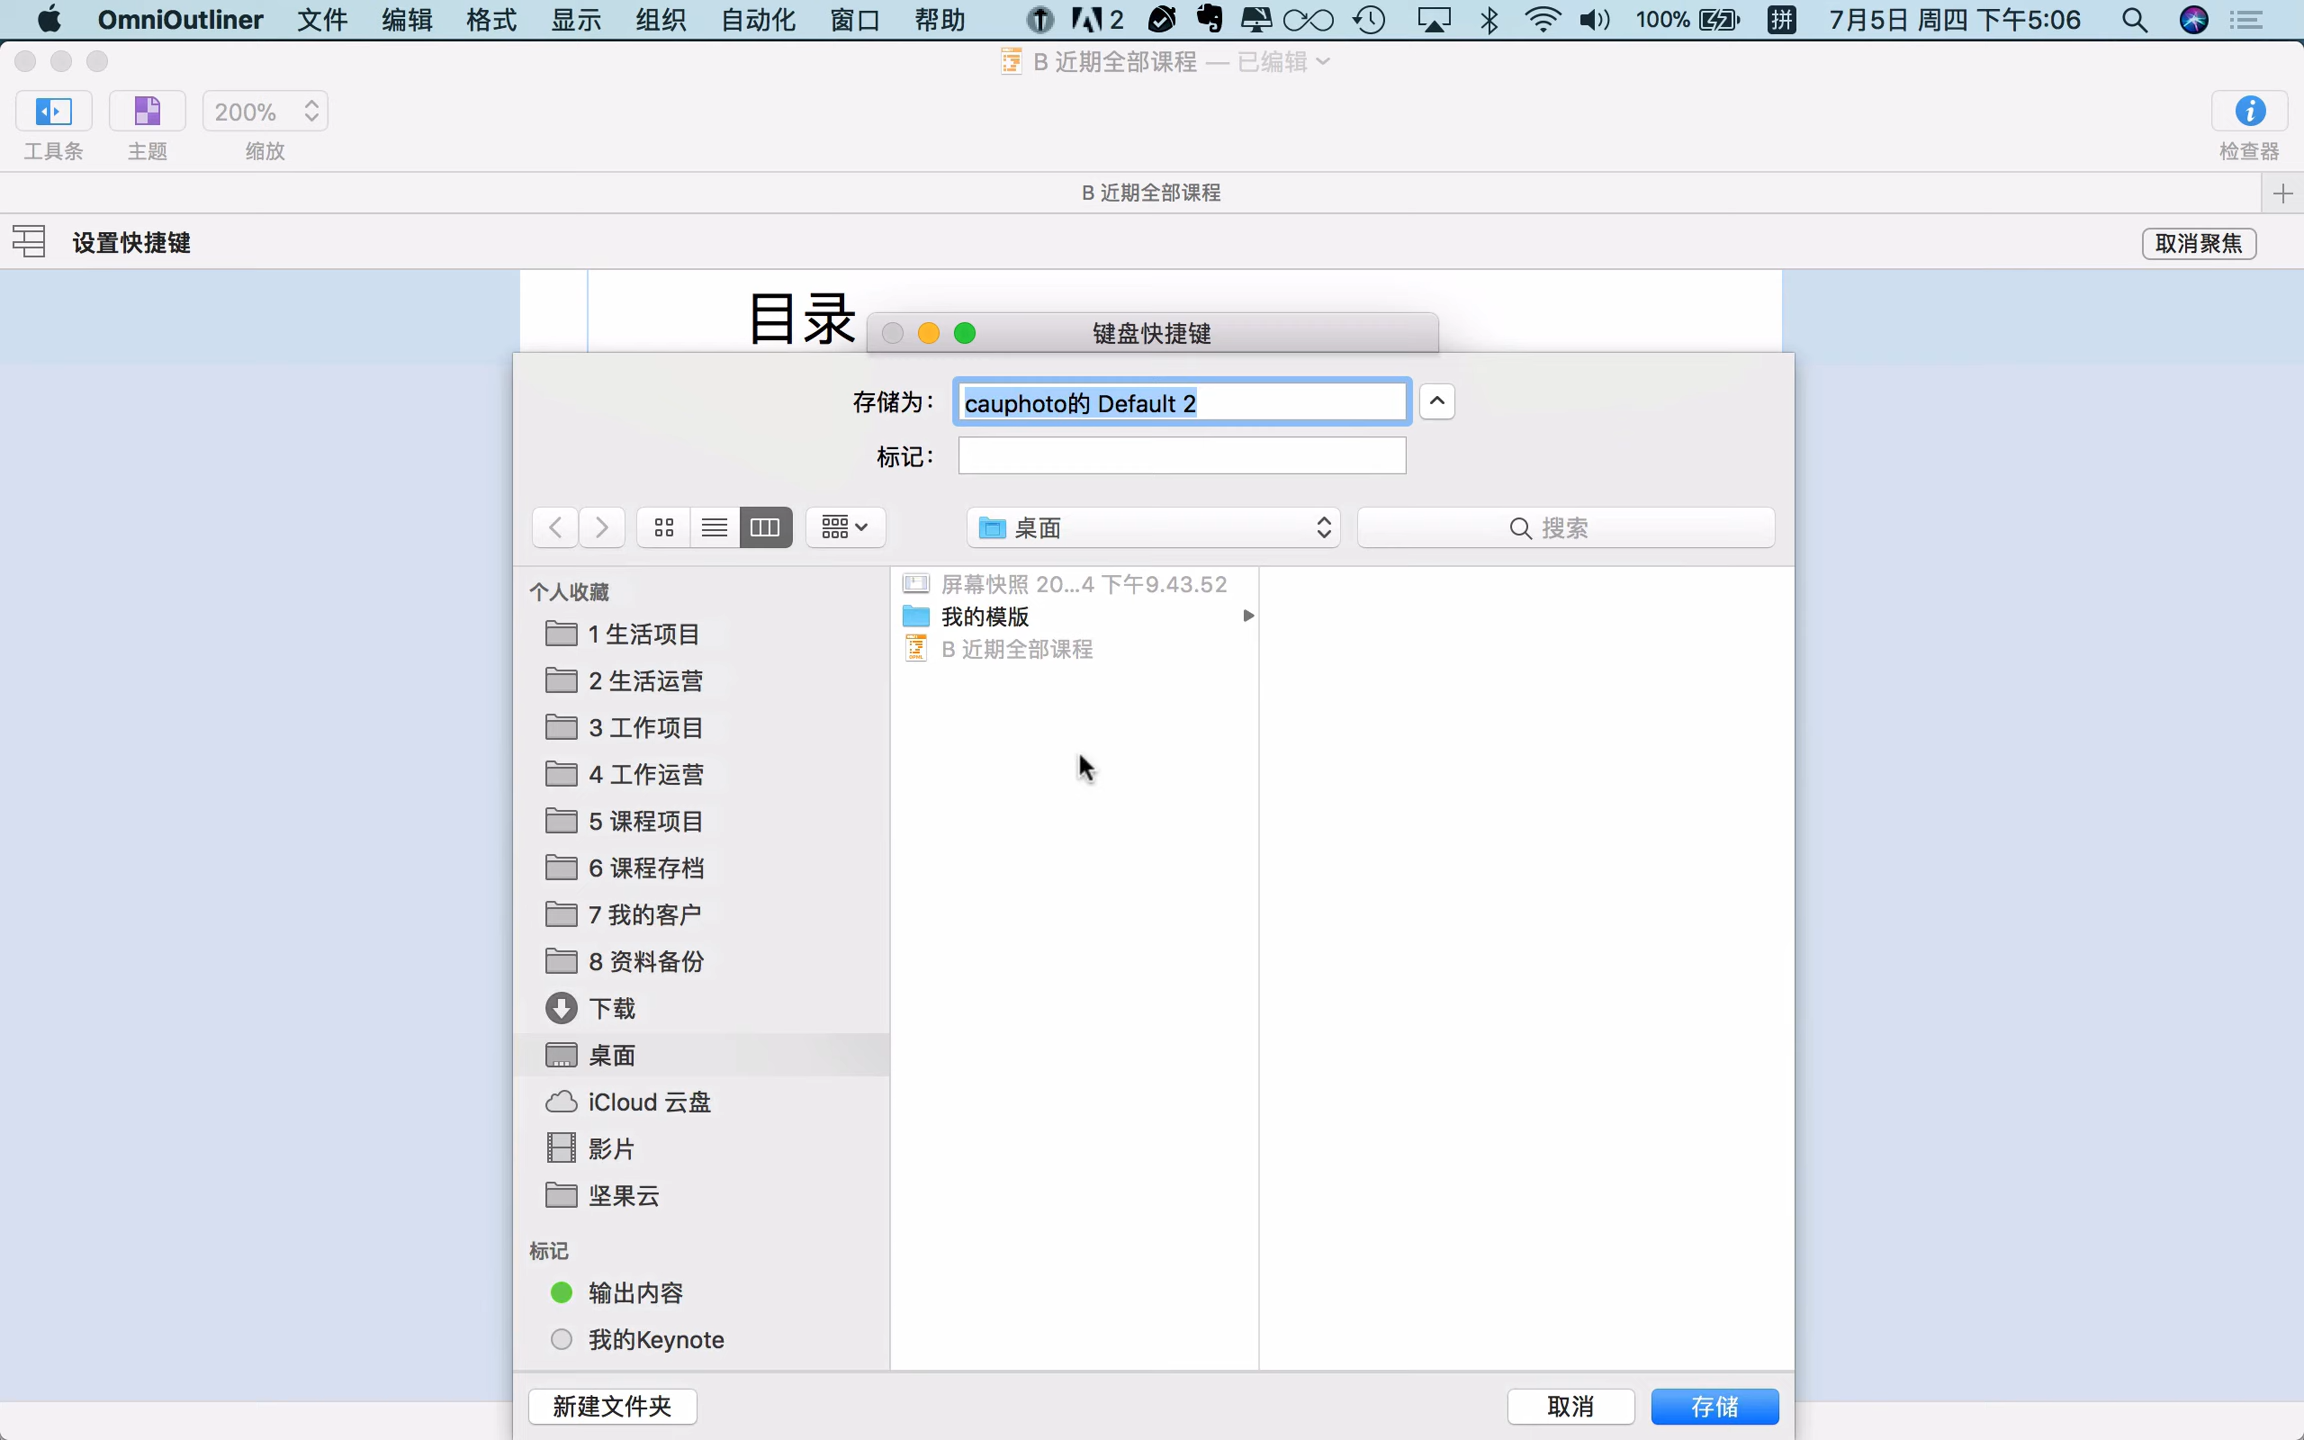 OmniOutliner 文件 编辑 格式 显示 组织 自动化 窗口 帮助 2 100% 拼 7月5日 周四 下午5:06
B 近期全部课程 — 已编辑
200%
工具条 主题 缩放 检查器
B 近期全部课程
设置快捷键 取消聚焦
目录
键盘快捷键
存储为: cauphoto的 Default 2
标记:
桌面 搜索
个人收藏
1 生活项目
2 生活运营
3 工作项目
4 工作运营
5 课程项目
6 课程存档
7 我的客户
8 资料备份
下载
桌面
iCloud 云盘
影片
坚果云
标记
输出内容
我的Keynote
屏幕快照 20...4 下午9.43.52
我的模版
B 近期全部课程
新建文件夹 取消 存储